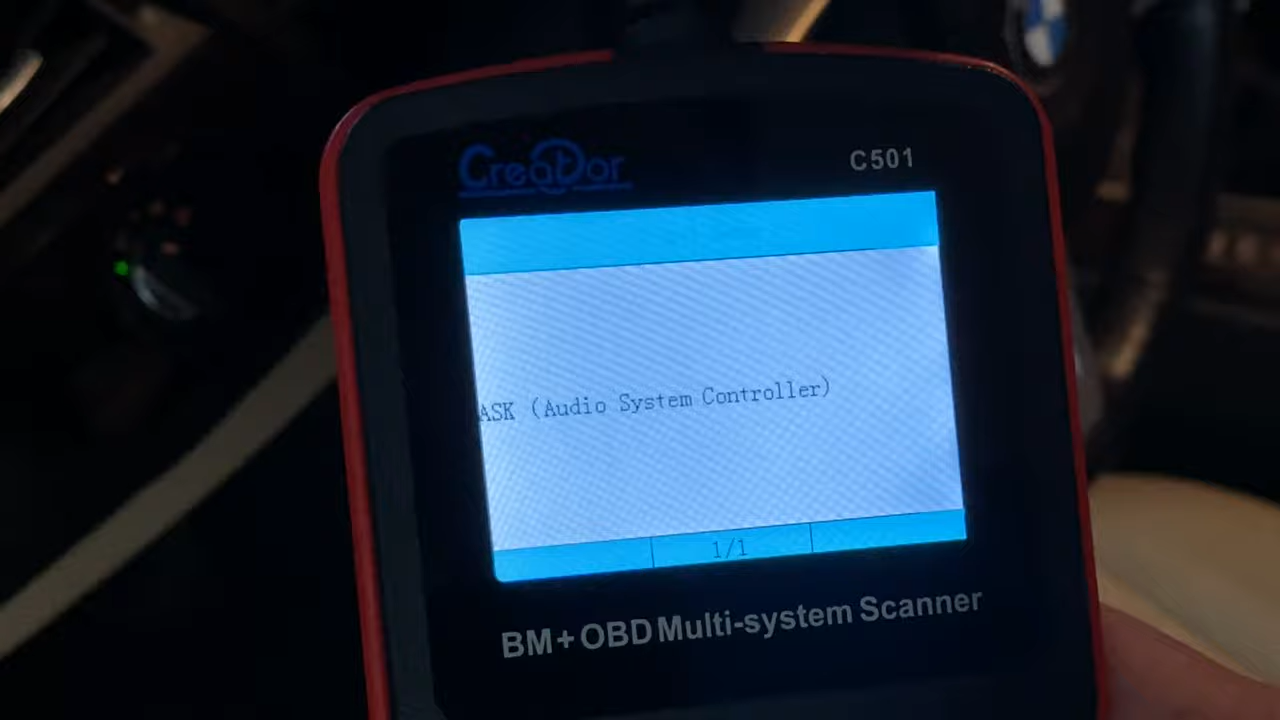 CreaDor
C501
ASK (Audio System Controller)
1/1
BM+ OBD Multi-system Scanner